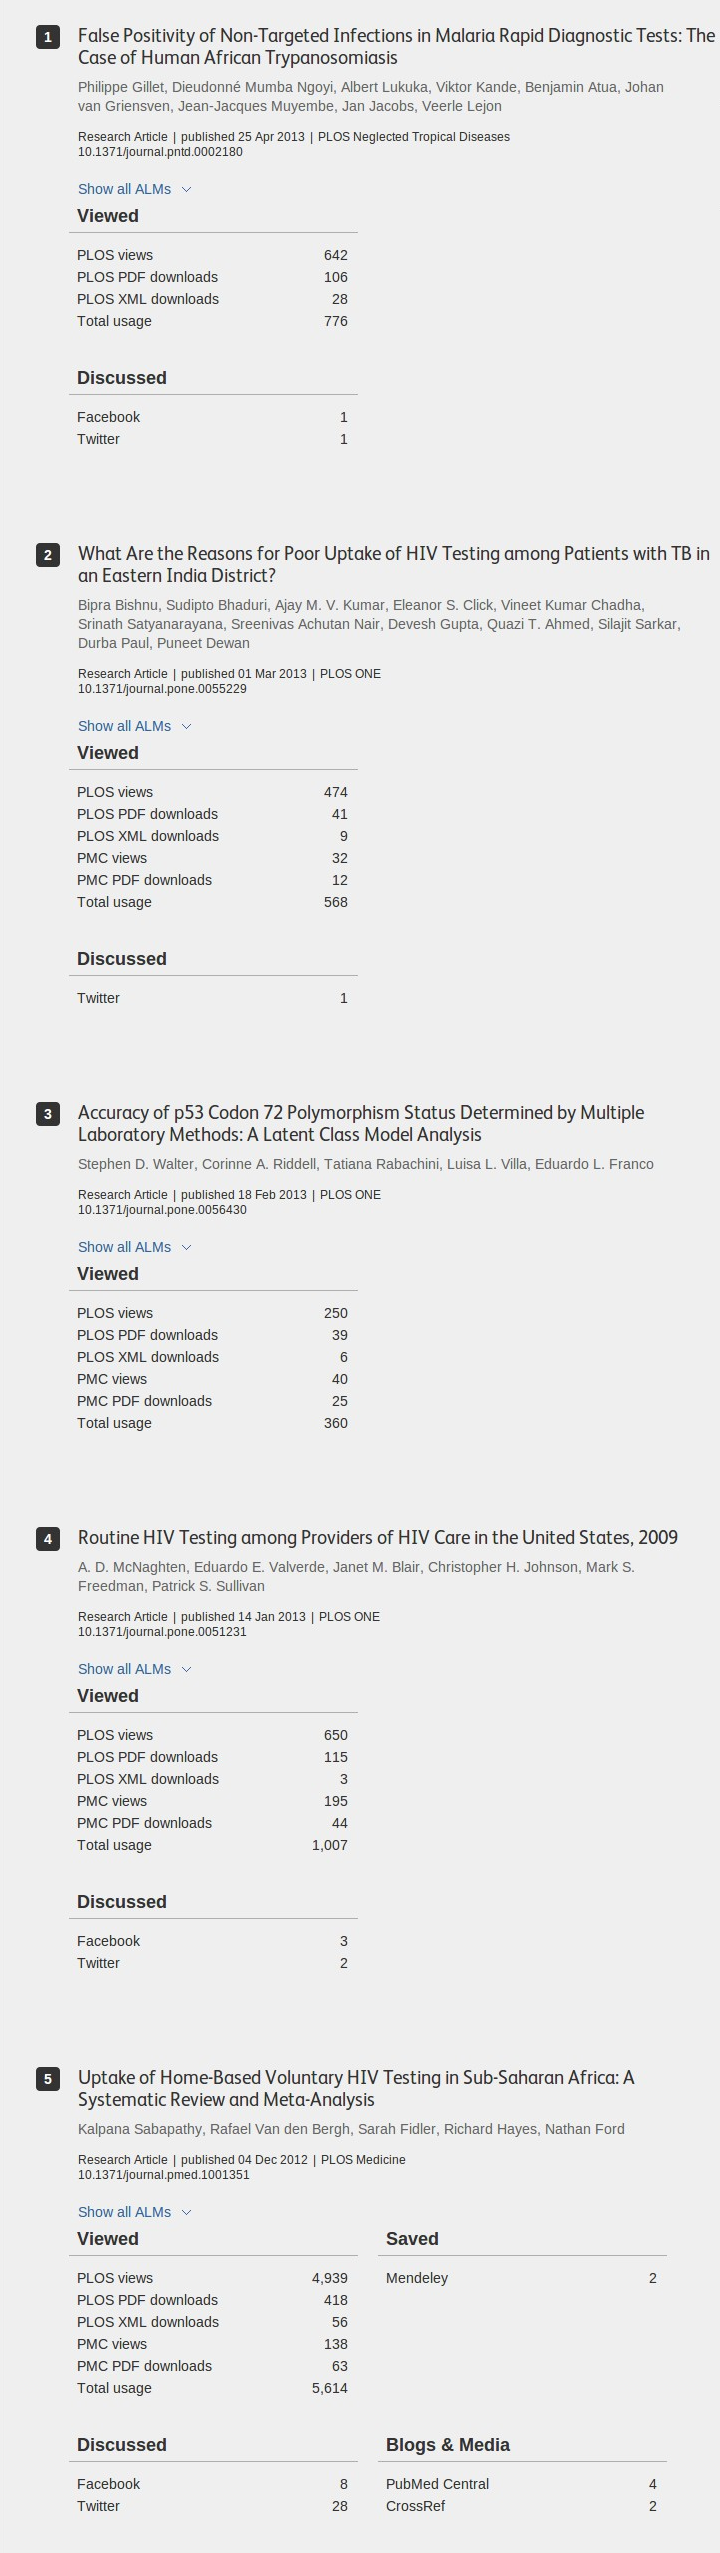 1 False Positivity of Non-Targeted Infections in Malaria Rapid Diagnostic Tests: The
Case of Human African Trypanosomiasis
Philippe Gillet, Dieudonné Mumba Ngoyi, Albert Lukuka, Viktor Kande, Benjamin Atua, Johan
van Griensven, Jean-Jacques Muyembe, Jan Jacobs, Veerle Lejon
Research Article | published 25 Apr 2013 | PLOS Neglected Tropical Diseases
10.1371/journal.pntd.0002180
Show all ALMs
Viewed
PLOS views 642
PLOS PDF downloads 106
PLOS XML downloads 28
Total usage 776
Discussed
Facebook 1
Twitter 1
2 What Are the Reasons for Poor Uptake of HIV Testing among Patients with TB in
an Eastern India District?
Bipra Bishnu, Sudipto Bhaduri, Ajay M. V. Kumar, Eleanor S. Click, Vineet Kumar Chadha,
Srinath Satyanarayana, Sreenivas Achutan Nair, Devesh Gupta, Quazi T. Ahmed, Silajit Sarkar,
Durba Paul, Puneet Dewan
Research Article | published 01 Mar 2013 | PLOS ONE
10.1371/journal.pone.0055229
Show all ALMs
Viewed
PLOS views 474
PLOS PDF downloads 41
PLOS XML downloads 9
PMC views 32
PMC PDF downloads 12
Total usage 568
Discussed
Twitter 1
3 Accuracy of p53 Codon 72 Polymorphism Status Determined by Multiple
Laboratory Methods: A Latent Class Model Analysis
Stephen D. Walter, Corinne A. Riddell, Tatiana Rabachini, Luisa L. Villa, Eduardo L. Franco
Research Article | published 18 Feb 2013 | PLOS ONE
10.1371/journal.pone.0056430
Show all ALMs
Viewed
PLOS views 250
PLOS PDF downloads 39
PLOS XML downloads 6
PMC views 40
PMC PDF downloads 25
Total usage 360
4 Routine HIV Testing among Providers of HIV Care in the United States, 2009
A. D. McNaghten, Eduardo E. Valverde, Janet M. Blair, Christopher H. Johnson, Mark S.
Freedman, Patrick S. Sullivan
Research Article | published 14 Jan 2013 | PLOS ONE
10.1371/journal.pone.0051231
Show all ALMs
Viewed
PLOS views 650
PLOS PDF downloads 115
PLOS XML downloads 3
PMC views 195
PMC PDF downloads 44
Total usage 1,007
Discussed
Facebook 3
Twitter 2
5 Uptake of Home-Based Voluntary HIV Testing in Sub-Saharan Africa: A
Systematic Review and Meta-Analysis
Kalpana Sabapathy, Rafael Van den Bergh, Sarah Fidler, Richard Hayes, Nathan Ford
Research Article | published 04 Dec 2012 | PLOS Medicine
10.1371/journal.pmed.1001351
Show all ALMs
Viewed
PLOS views 4,939
PLOS PDF downloads 418
PLOS XML downloads 56
PMC views 138
PMC PDF downloads 63
Total usage 5,614
Saved
Mendeley 2
Discussed
Facebook 8
Twitter 28
Blogs & Media
PubMed Central 4
CrossRef 2